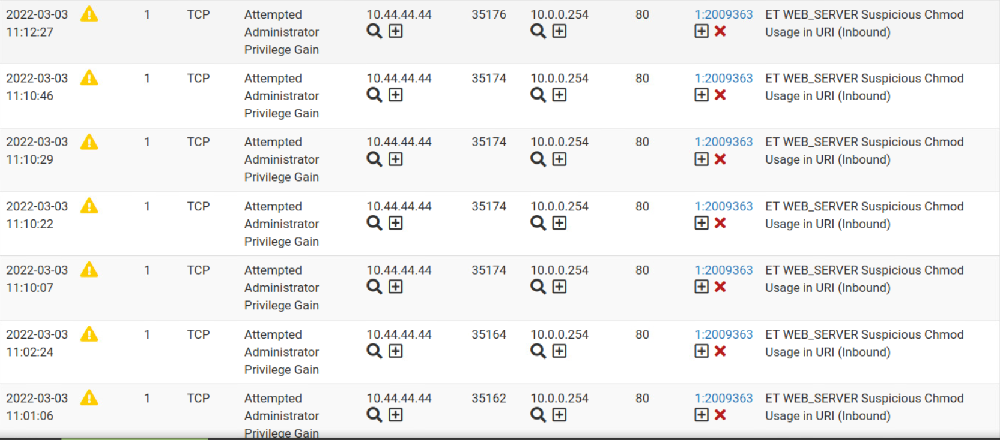 2022-03-03 1 TCP Attempted 10.44.44.44 35176 10.0.0.254 80 1:2009363 ET WEB_SERVER Suspicious Chmod
11:12:27 Administrator Usage in URI (Inbound)
Privilege Gain
2022-03-03 1 TCP Attempted 10.44.44.44 35174 10.0.0.254 80 1:2009363 ET WEB_SERVER Suspicious Chmod
11:10:46 Administrator Usage in URI (Inbound)
Privilege Gain
2022-03-03 1 TCP Attempted 10.44.44.44 35174 10.0.0.254 80 1:2009363 ET WEB_SERVER Suspicious Chmod
11:10:29 Administrator Usage in URI (Inbound)
Privilege Gain
2022-03-03 1 TCP Attempted 10.44.44.44 35174 10.0.0.254 80 1:2009363 ET WEB_SERVER Suspicious Chmod
11:10:22 Administrator Usage in URI (Inbound)
Privilege Gain
2022-03-03 1 TCP Attempted 10.44.44.44 35174 10.0.0.254 80 1:2009363 ET WEB_SERVER Suspicious Chmod
11:10:07 Administrator Usage in URI (Inbound)
Privilege Gain
2022-03-03 1 TCP Attempted 10.44.44.44 35164 10.0.0.254 80 1:2009363 ET WEB_SERVER Suspicious Chmod
11:02:24 Administrator Usage in URI (Inbound)
Privilege Gain
2022-03-03 1 TCP Attempted 10.44.44.44 35162 10.0.0.254 80 1:2009363 ET WEB_SERVER Suspicious Chmod
11:01:06 Administrator Usage in URI (Inbound)
Privilege Gain